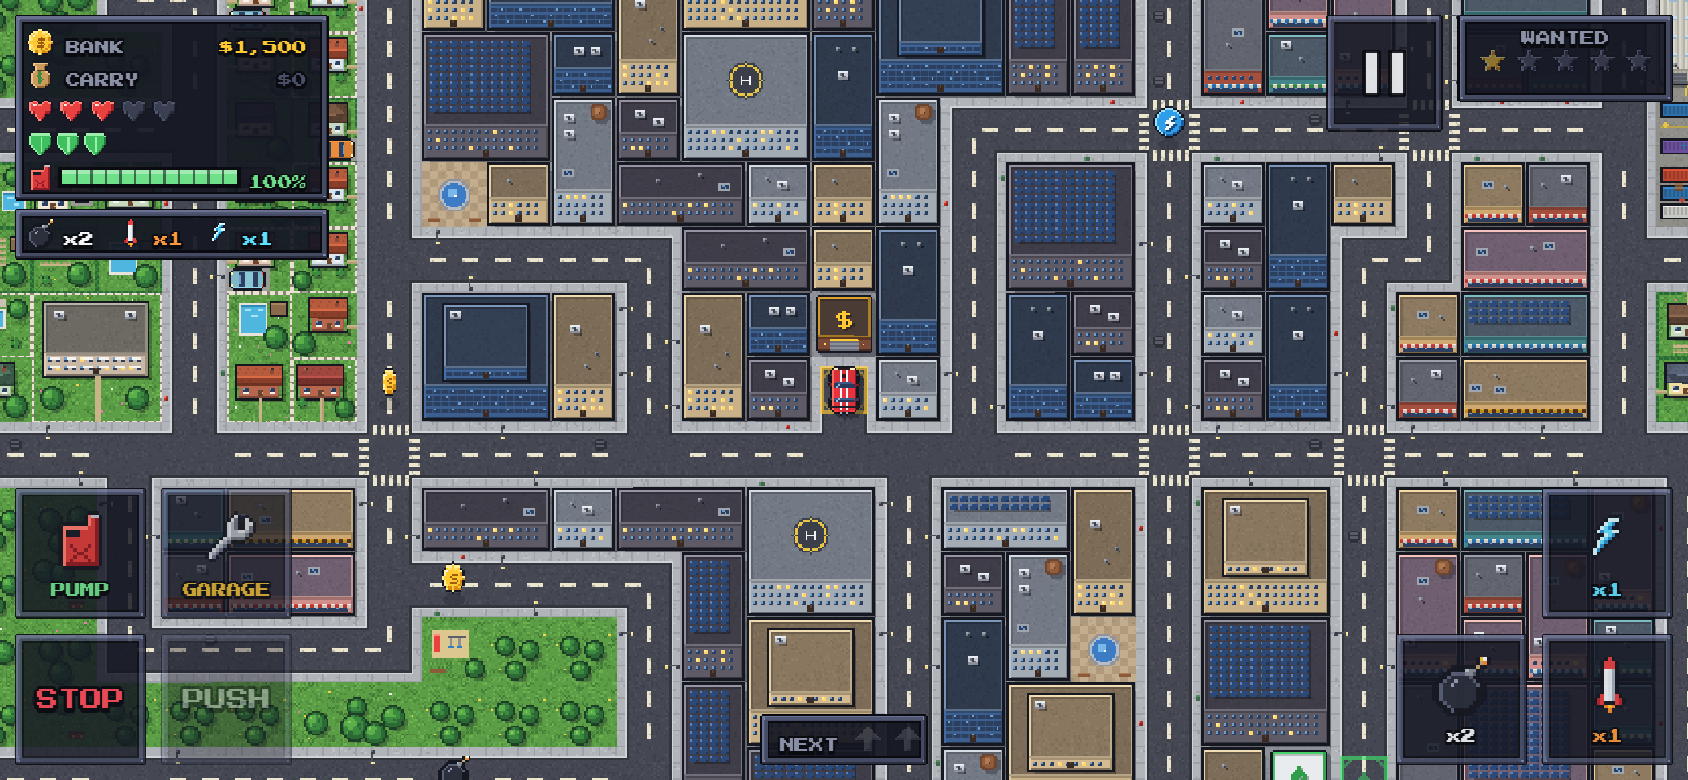 BANK $1,500
CARRY $0
100%
x2 x1 x1
WANTED
H
$
H
PUMP
GARAGE
STOP
PUSH
NEXT
x1
x2
x1